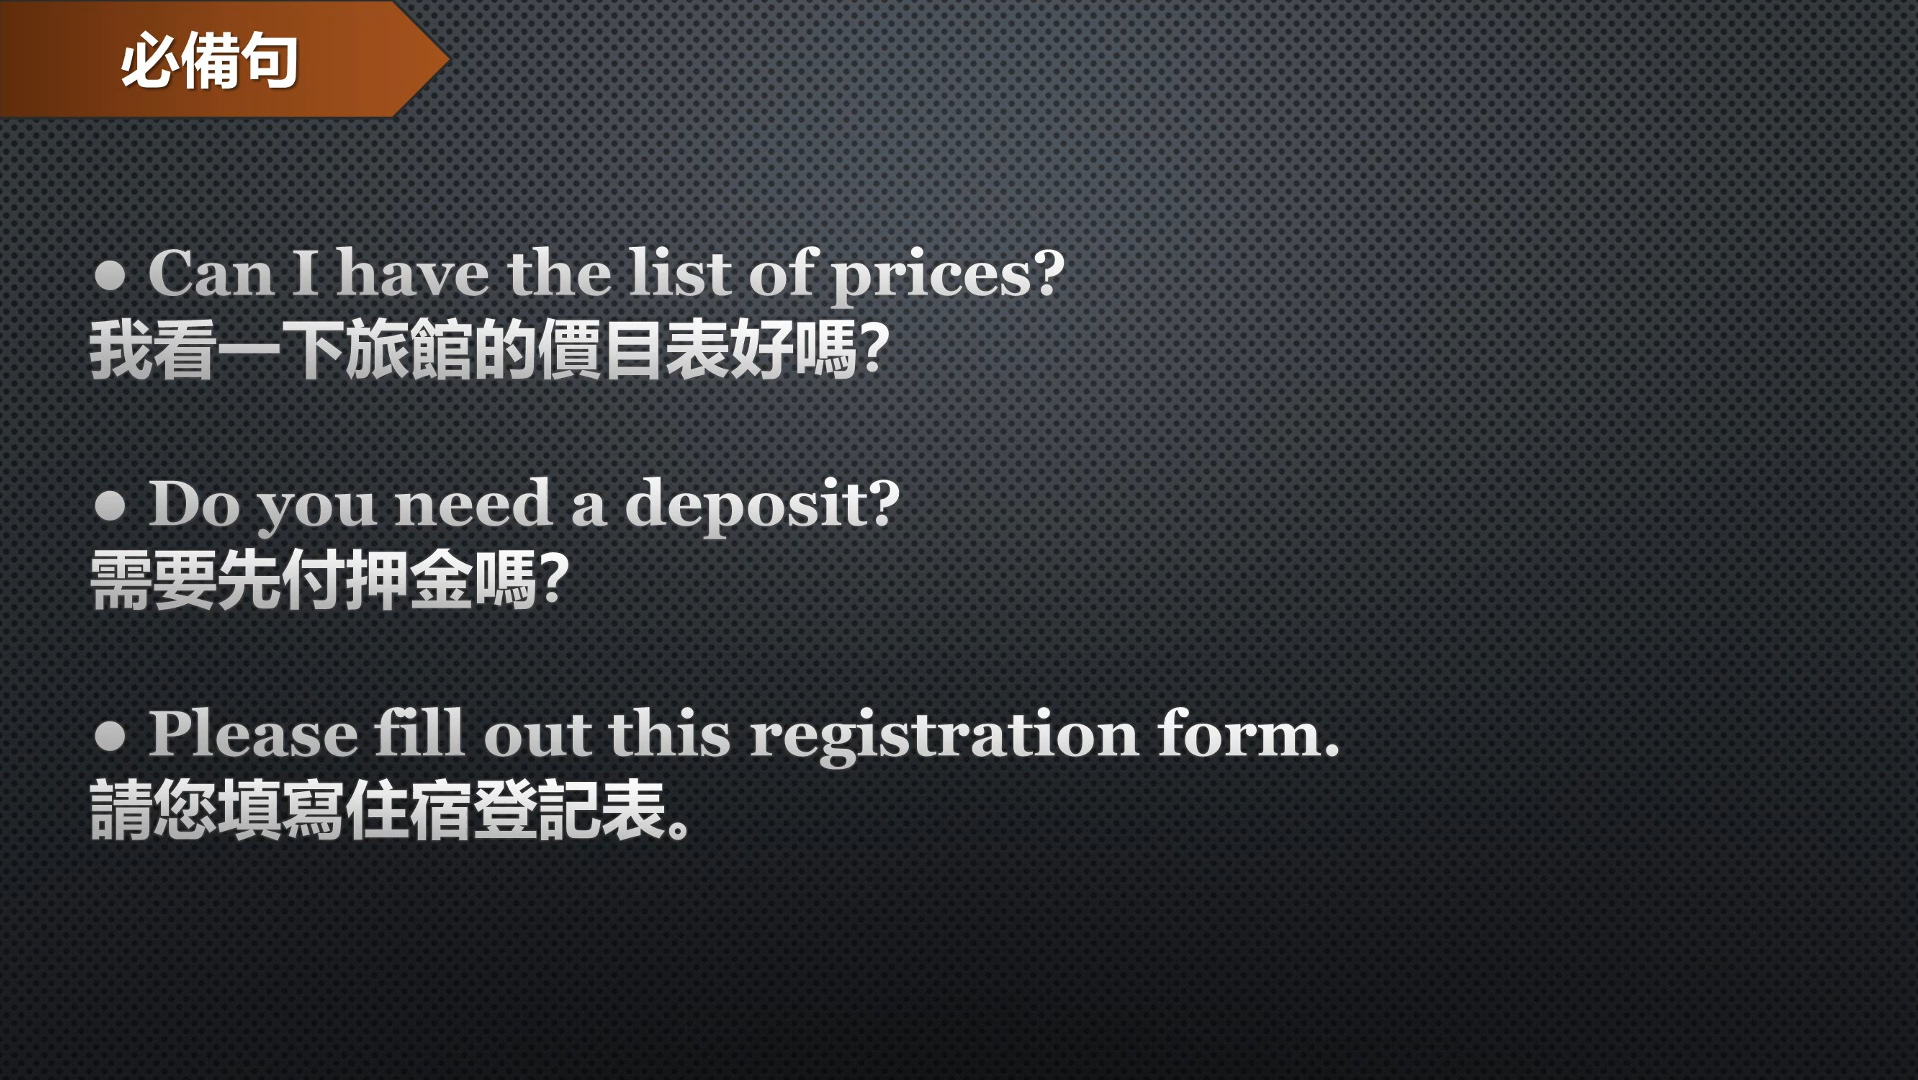 必備句
● Can I have the list of prices?
我看一下旅館的價目表好嗎?
● Do you need a deposit?
需要先付押金嗎?
● Please fill out this registration form.
請您填寫住宿登記表。